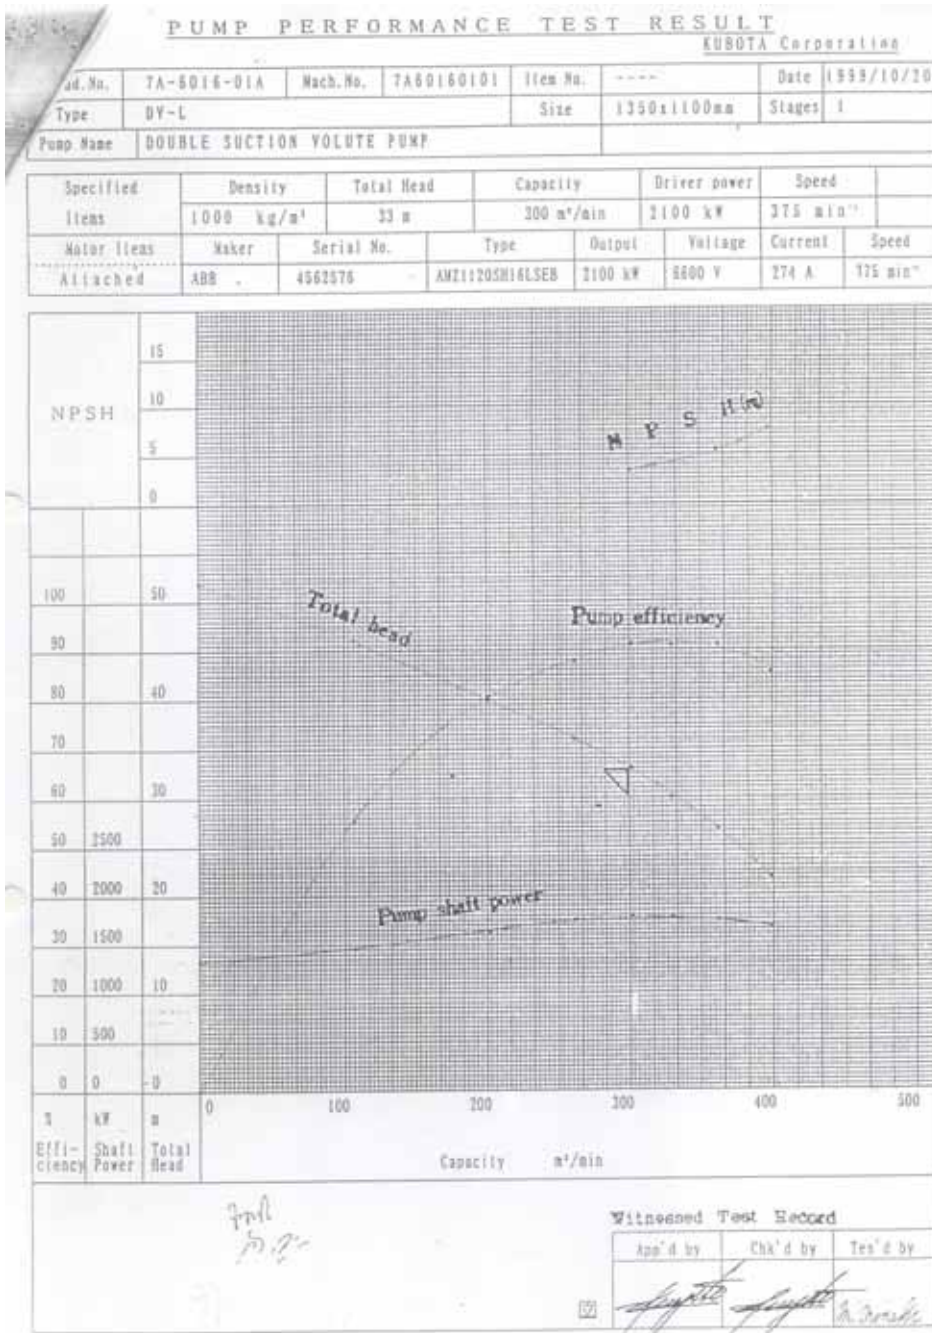 PUMP PERFORMANCE TEST RESULT
KUBOTA Corporation
7A-6016-01A Mach.No. 7A60160101 Item No. ---- Date 1999/10/20
Type DV-L Size 1350x1100mm Stages 1
Pump Name DOUBLE SUCTION VOLUTE PUMP
Specified Items Density Total Head Capacity Driver power Speed
1000 kg/m³ 33 m 300 m³/min 2100 kW 375 min⁻¹
Motor Items Maker Serial No. Type Output Voltage Current Speed
Attached ABB 4562576 2100 kW 6600 V 274 A 375 min⁻¹
NPSH
15
10
5
0
N P S H (m)
100 50
Total head
Pump efficiency
90
80 40
70
60 30
50 2500
40 2000 20
Pump shaft power
30 1500
20 1000 10
10 500
0 0 0
0 100 200 300 400 500
% kW m
Effi-ciency Shaft Power Total Head
Capacity m³/min
Witnessed Test Record
App'd by Chk'd by Tes'd by